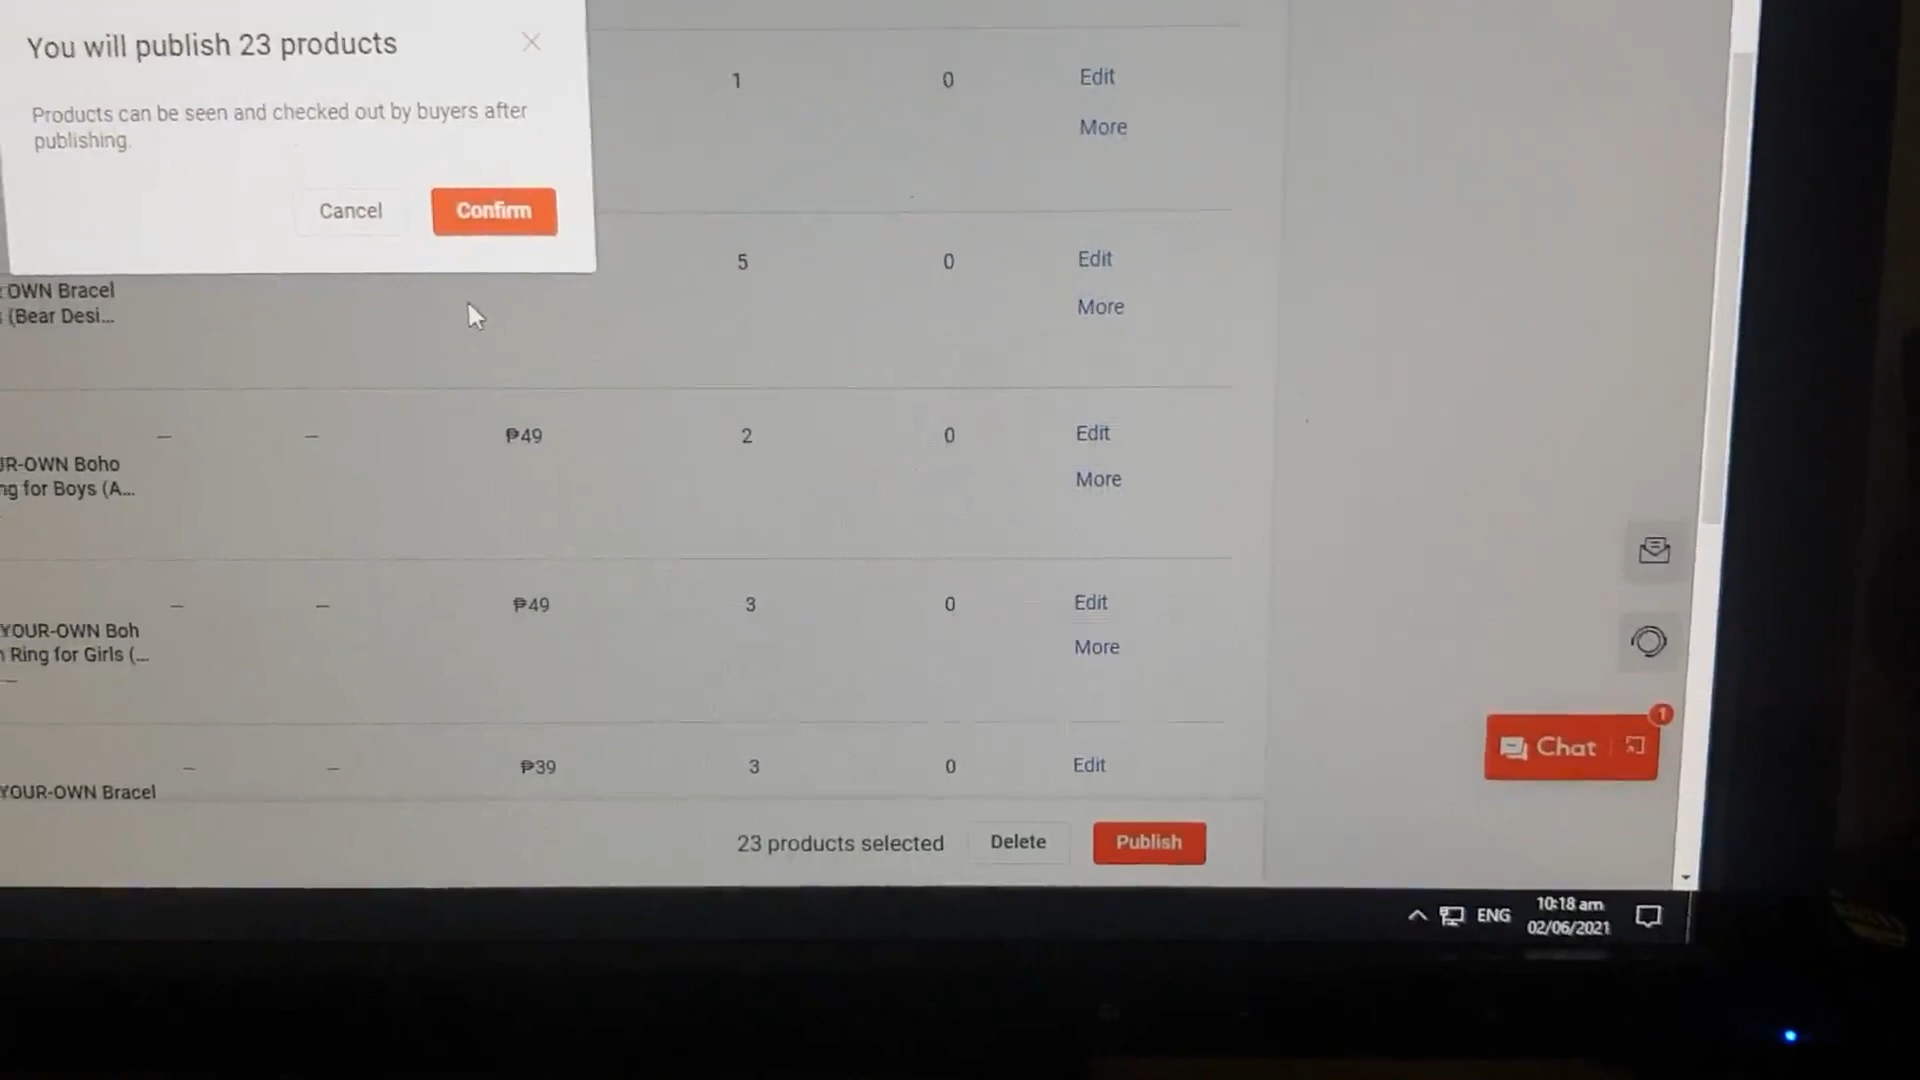 You will publish 23 products
Products can be seen and checked out by buyers after
publishing.
Cancel
Confirm
1
0
Edit
More
5
0
Edit
More
OWN Bracel
(Bear Desi...
—
—
₱49
2
0
Edit
More
R-OWN Boho
ng for Boys (A...
—
—
₱49
3
0
Edit
More
YOUR-OWN Boh
Ring for Girls (...
—
—
₱39
3
0
Edit
YOUR-OWN Bracel
23 products selected
Delete
Publish
Chat
1
ENG
10:18 am
02/06/2021